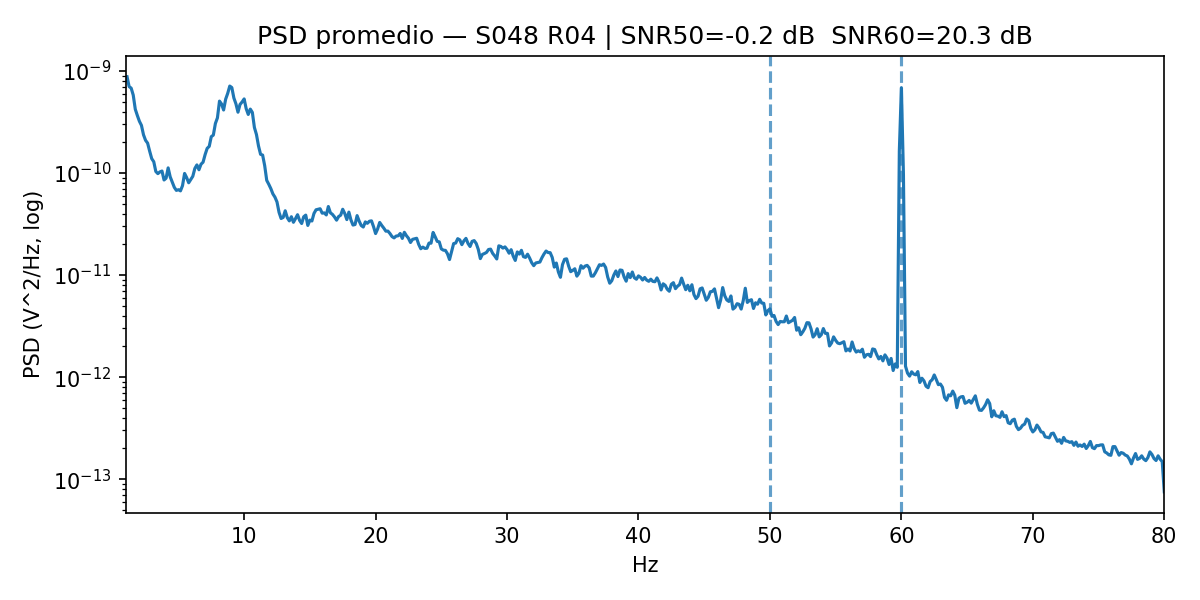 PSD promedio — S048 R04 | SNR50=-0.2 dB  SNR60=20.3 dB
PSD (V^2/Hz, log)
10⁻⁹
10⁻¹⁰
10⁻¹¹
10⁻¹²
10⁻¹³
10 20 30 40 50 60 70 80
Hz